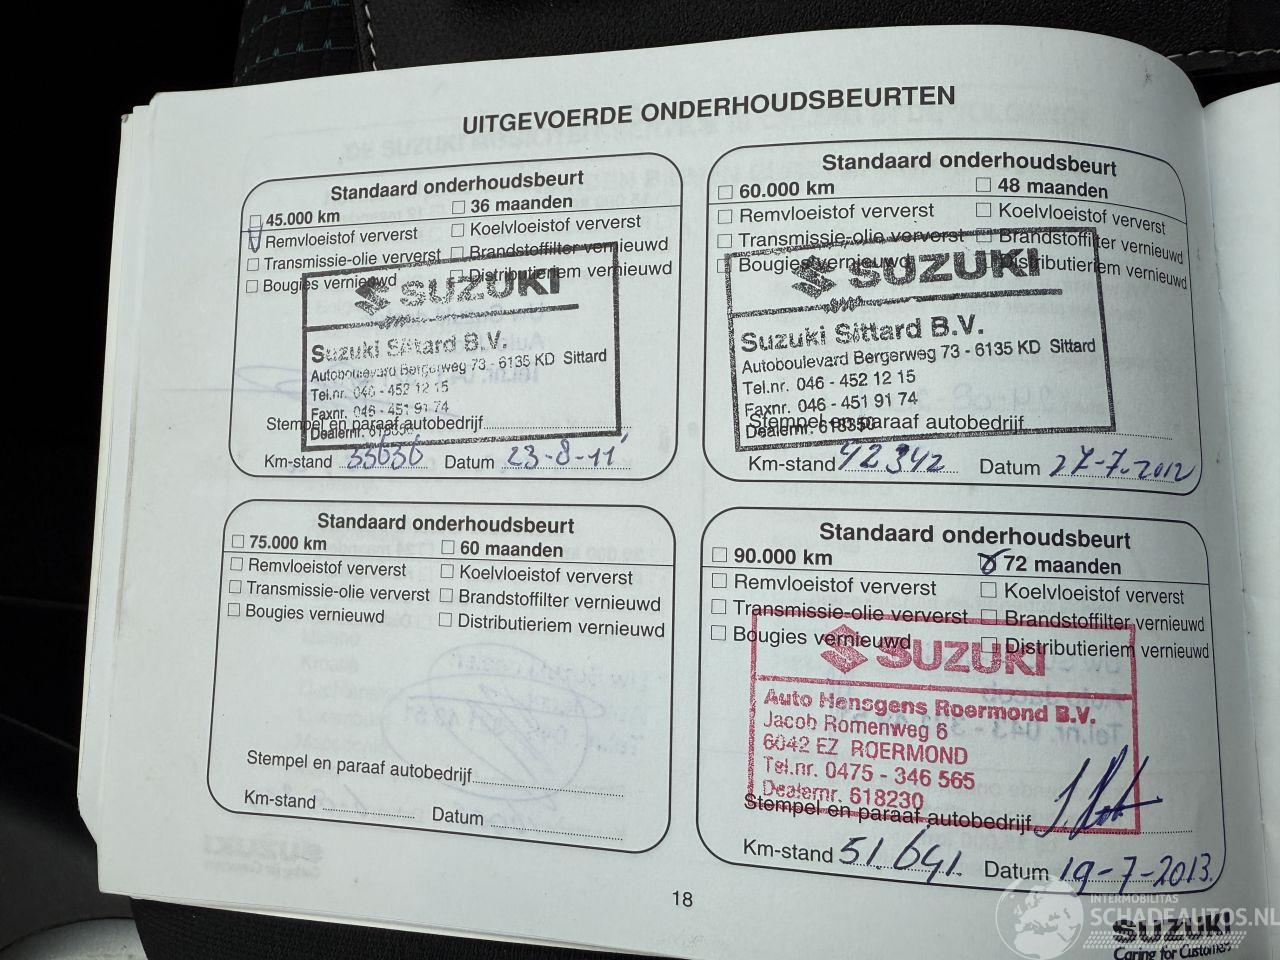 UITGEVOERDE ONDERHOUDSBEURTEN
Standaard onderhoudsbeurt
45.000 km 36 maanden
Remvloeistof ververst Koelvloeistof ververst
Transmissie-olie ververst Brandstoffilter vernieuwd
Bougies vernieuwd Distributieriem vernieuwd
SUZUKI
Suzuki Sittard B.V.
Autoboulevard Bergerweg 73 - 6135 KD Sittard
Tel.nr. 046 - 452 12 15
Faxnr. 046 - 451 91 74
Stempel en paraaf autobedrijf
Dealernr. 618350
Km-stand 33636 Datum 23-8-11
Standaard onderhoudsbeurt
60.000 km 48 maanden
Remvloeistof ververst Koelvloeistof ververst
Transmissie-olie ververst Brandstoffilter vernieuwd
Bougies vernieuwd Distributieriem vernieuwd
SUZUKI
Suzuki Sittard B.V.
Autoboulevard Bergerweg 73 - 6135 KD Sittard
Tel.nr. 046 - 452 12 15
Faxnr. 046 - 451 91 74
Stempel en paraaf autobedrijf
Dealernr. 618350
Km-stand 42342 Datum 27-7-2012
Standaard onderhoudsbeurt
75.000 km 60 maanden
Remvloeistof ververst Koelvloeistof ververst
Transmissie-olie ververst Brandstoffilter vernieuwd
Bougies vernieuwd Distributieriem vernieuwd
Stempel en paraaf autobedrijf
Km-stand Datum
Standaard onderhoudsbeurt
90.000 km 72 maanden
Remvloeistof ververst Koelvloeistof ververst
Transmissie-olie ververst Brandstoffilter vernieuwd
Bougies vernieuwd Distributieriem vernieuwd
SUZUKI
Auto Hensgens Roermond B.V.
Jacob Romenweg 6
6042 EZ ROERMOND
Tel.nr. 0475 - 346 565
Dealernr. 618230
Stempel en paraaf autobedrijf
Km-stand 51.641. Datum 19-7-2013.
18
INTERMOBILITAS
SCHADEAUTOS.NL
SUZUKI
Caring for Customers